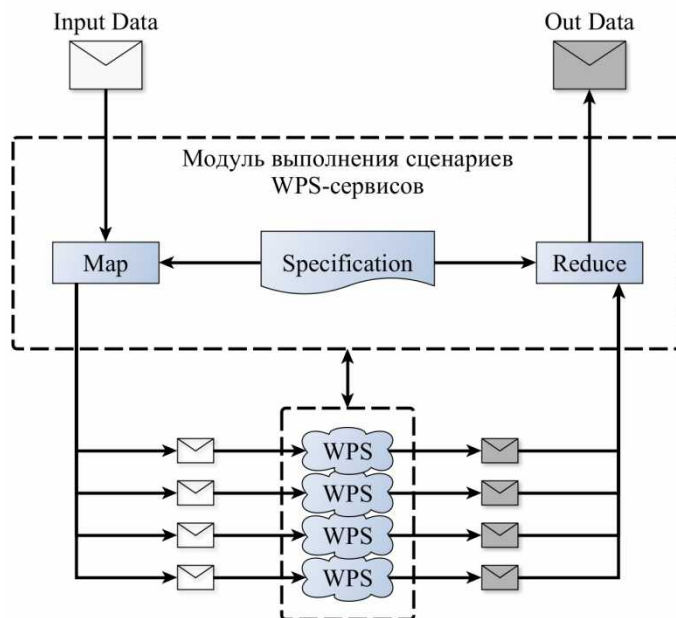 Input Data
Out Data
Модуль выполнения сценариев
WPS-сервисов
Map
Specification
Reduce
WPS
WPS
WPS
WPS